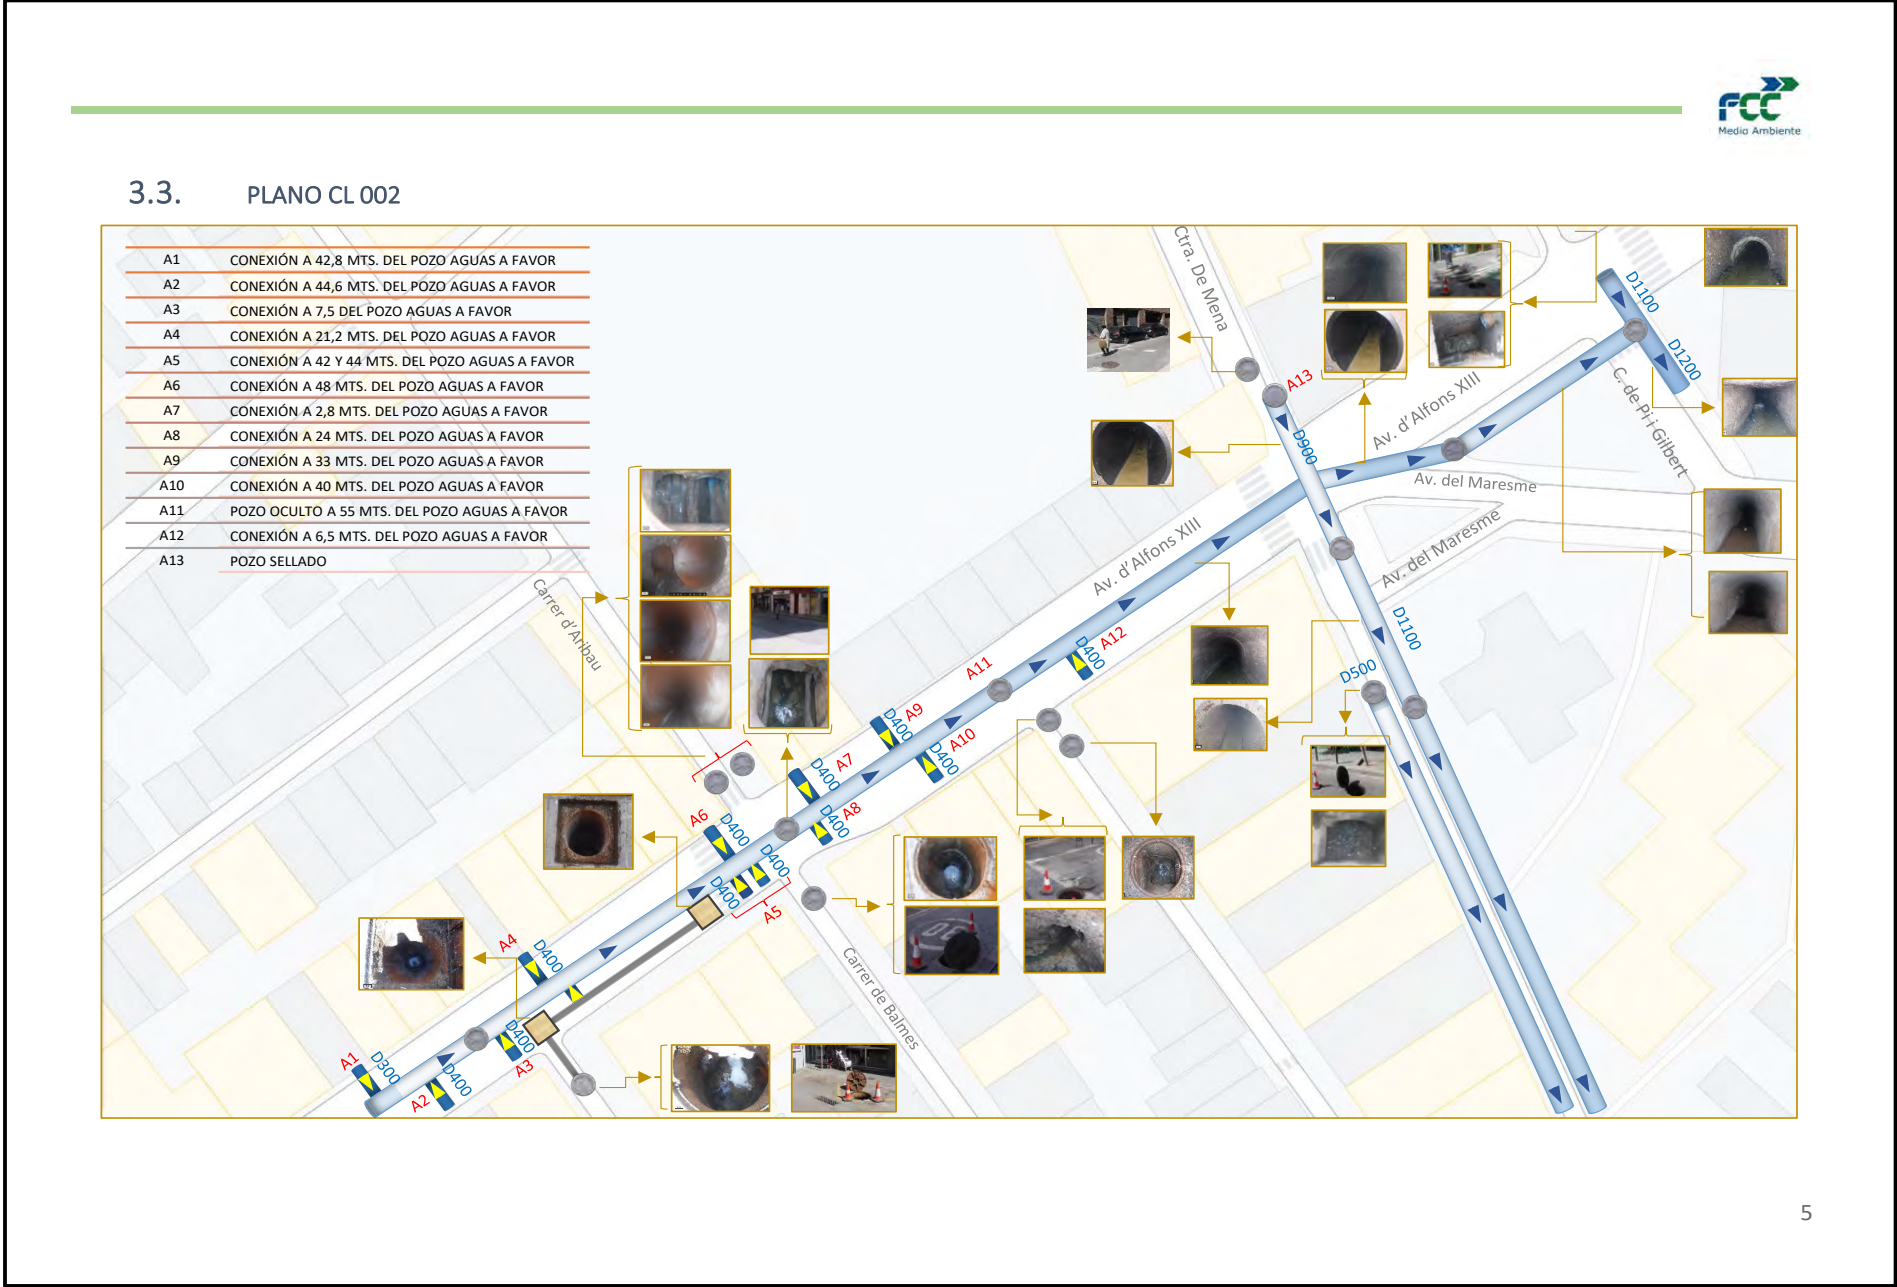 FCC
Medio Ambiente
3.3. PLANO CL 002
A1 CONEXIÓN A 42,8 MTS. DEL POZO AGUAS A FAVOR
A2 CONEXIÓN A 44,6 MTS. DEL POZO AGUAS A FAVOR
A3 CONEXIÓN A 7,5 DEL POZO AGUAS A FAVOR
A4 CONEXIÓN A 21,2 MTS. DEL POZO AGUAS A FAVOR
A5 CONEXIÓN A 42 Y 44 MTS. DEL POZO AGUAS A FAVOR
A6 CONEXIÓN A 48 MTS. DEL POZO AGUAS A FAVOR
A7 CONEXIÓN A 2,8 MTS. DEL POZO AGUAS A FAVOR
A8 CONEXIÓN A 24 MTS. DEL POZO AGUAS A FAVOR
A9 CONEXIÓN A 33 MTS. DEL POZO AGUAS A FAVOR
A10 CONEXIÓN A 40 MTS. DEL POZO AGUAS A FAVOR
A11 POZO OCULTO A 55 MTS. DEL POZO AGUAS A FAVOR
A12 CONEXIÓN A 6,5 MTS. DEL POZO AGUAS A FAVOR
A13 POZO SELLADO
Ctra. De Mena
D1100
D1200
A13
Av. d'Alfons XIII
C. de Pi i Gilbert
D900
Av. del Maresme
Av. d'Alfons XIII
Av. del Maresme
Carrer d'Aribau
D1100
A12
D400
A11
D500
A9
D400
A10
D400
A7
D400
A8
D400
A6
D400
D400
D400
A5
A4
D400
Carrer de Balmes
D400
A3
A1
D300
D400
A2
30
5